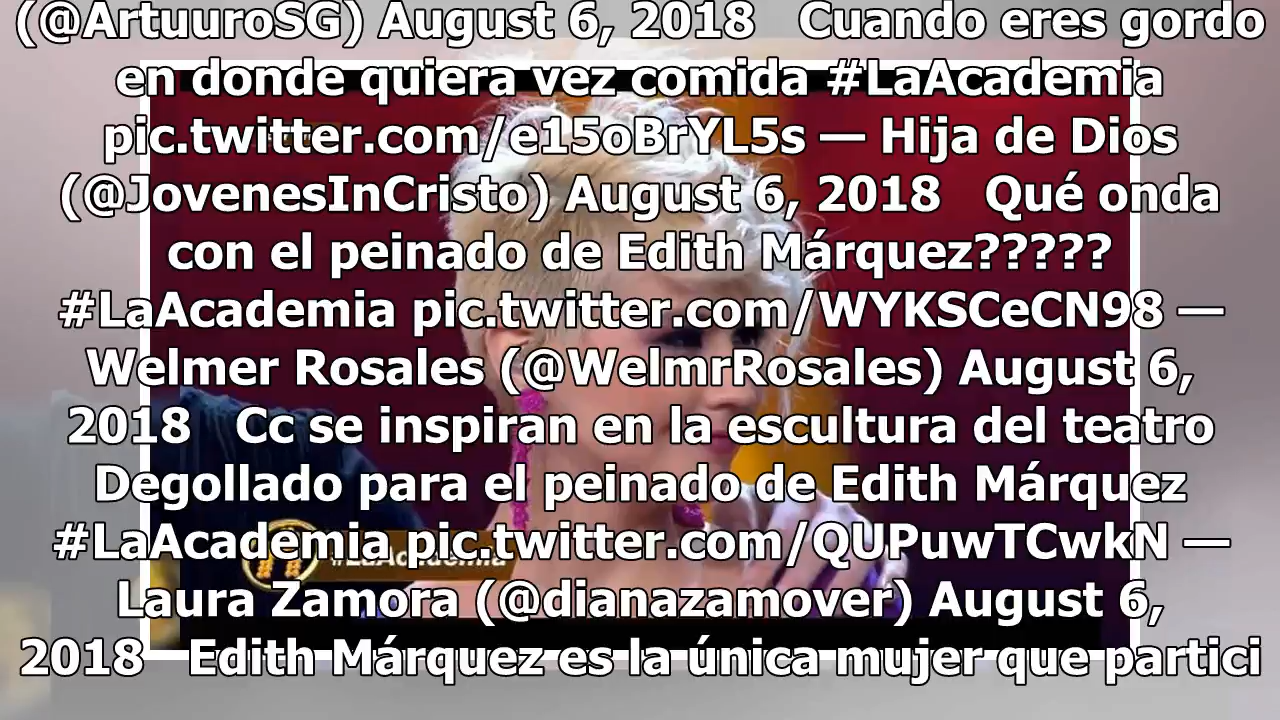 (@ArtuuroSG) August 6, 2018 Cuando eres gordo
en donde quiera vez comida #LaAcademia
pic.twitter.com/e15oBrYL5s — Hija de Dios
(@JovenesInCristo) August 6, 2018 Qué onda
con el peinado de Edith Márquez?????
#LaAcademia pic.twitter.com/WYKSCeCN98 —
Welmer Rosales (@WelmrRosales) August 6,
2018 Cc se inspiran en la escultura del teatro
Degollado para el peinado de Edith Márquez
#LaAcademia pic.twitter.com/QUPuwTCwkN —
#LaAcademia
Laura Zamora (@dianazamover) August 6,
2018 Edith Márquez es la única mujer que partici